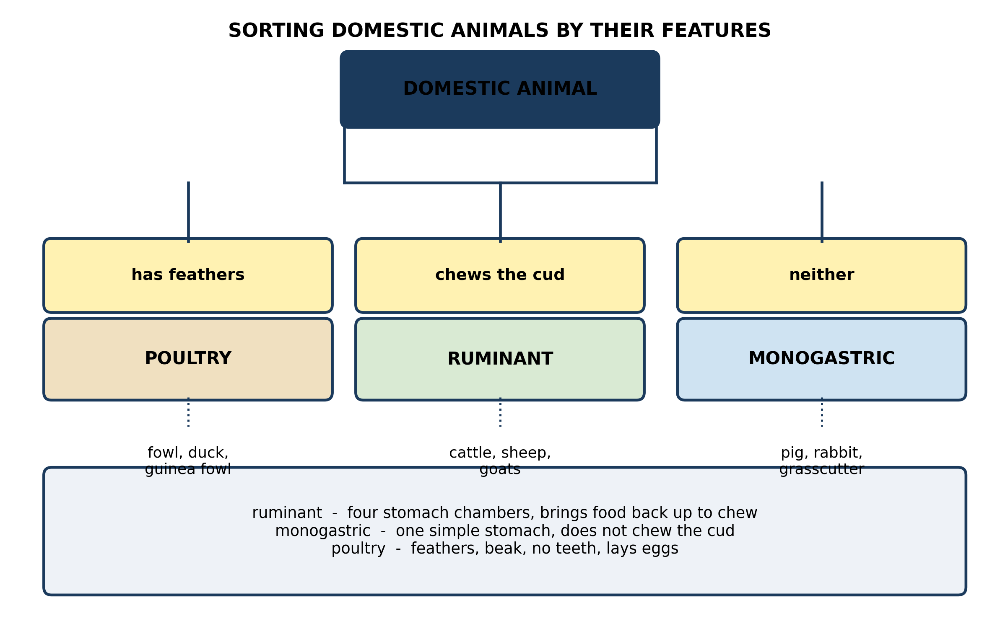 SORTING DOMESTIC ANIMALS BY THEIR FEATURES
DOMESTIC ANIMAL
has feathers
chews the cud
neither
POULTRY
RUMINANT
MONOGASTRIC
fowl, duck,
guinea fowl
cattle, sheep,
goats
pig, rabbit,
grasscutter
ruminant  -  four stomach chambers, brings food back up to chew
monogastric  -  one simple stomach, does not chew the cud
poultry  -  feathers, beak, no teeth, lays eggs